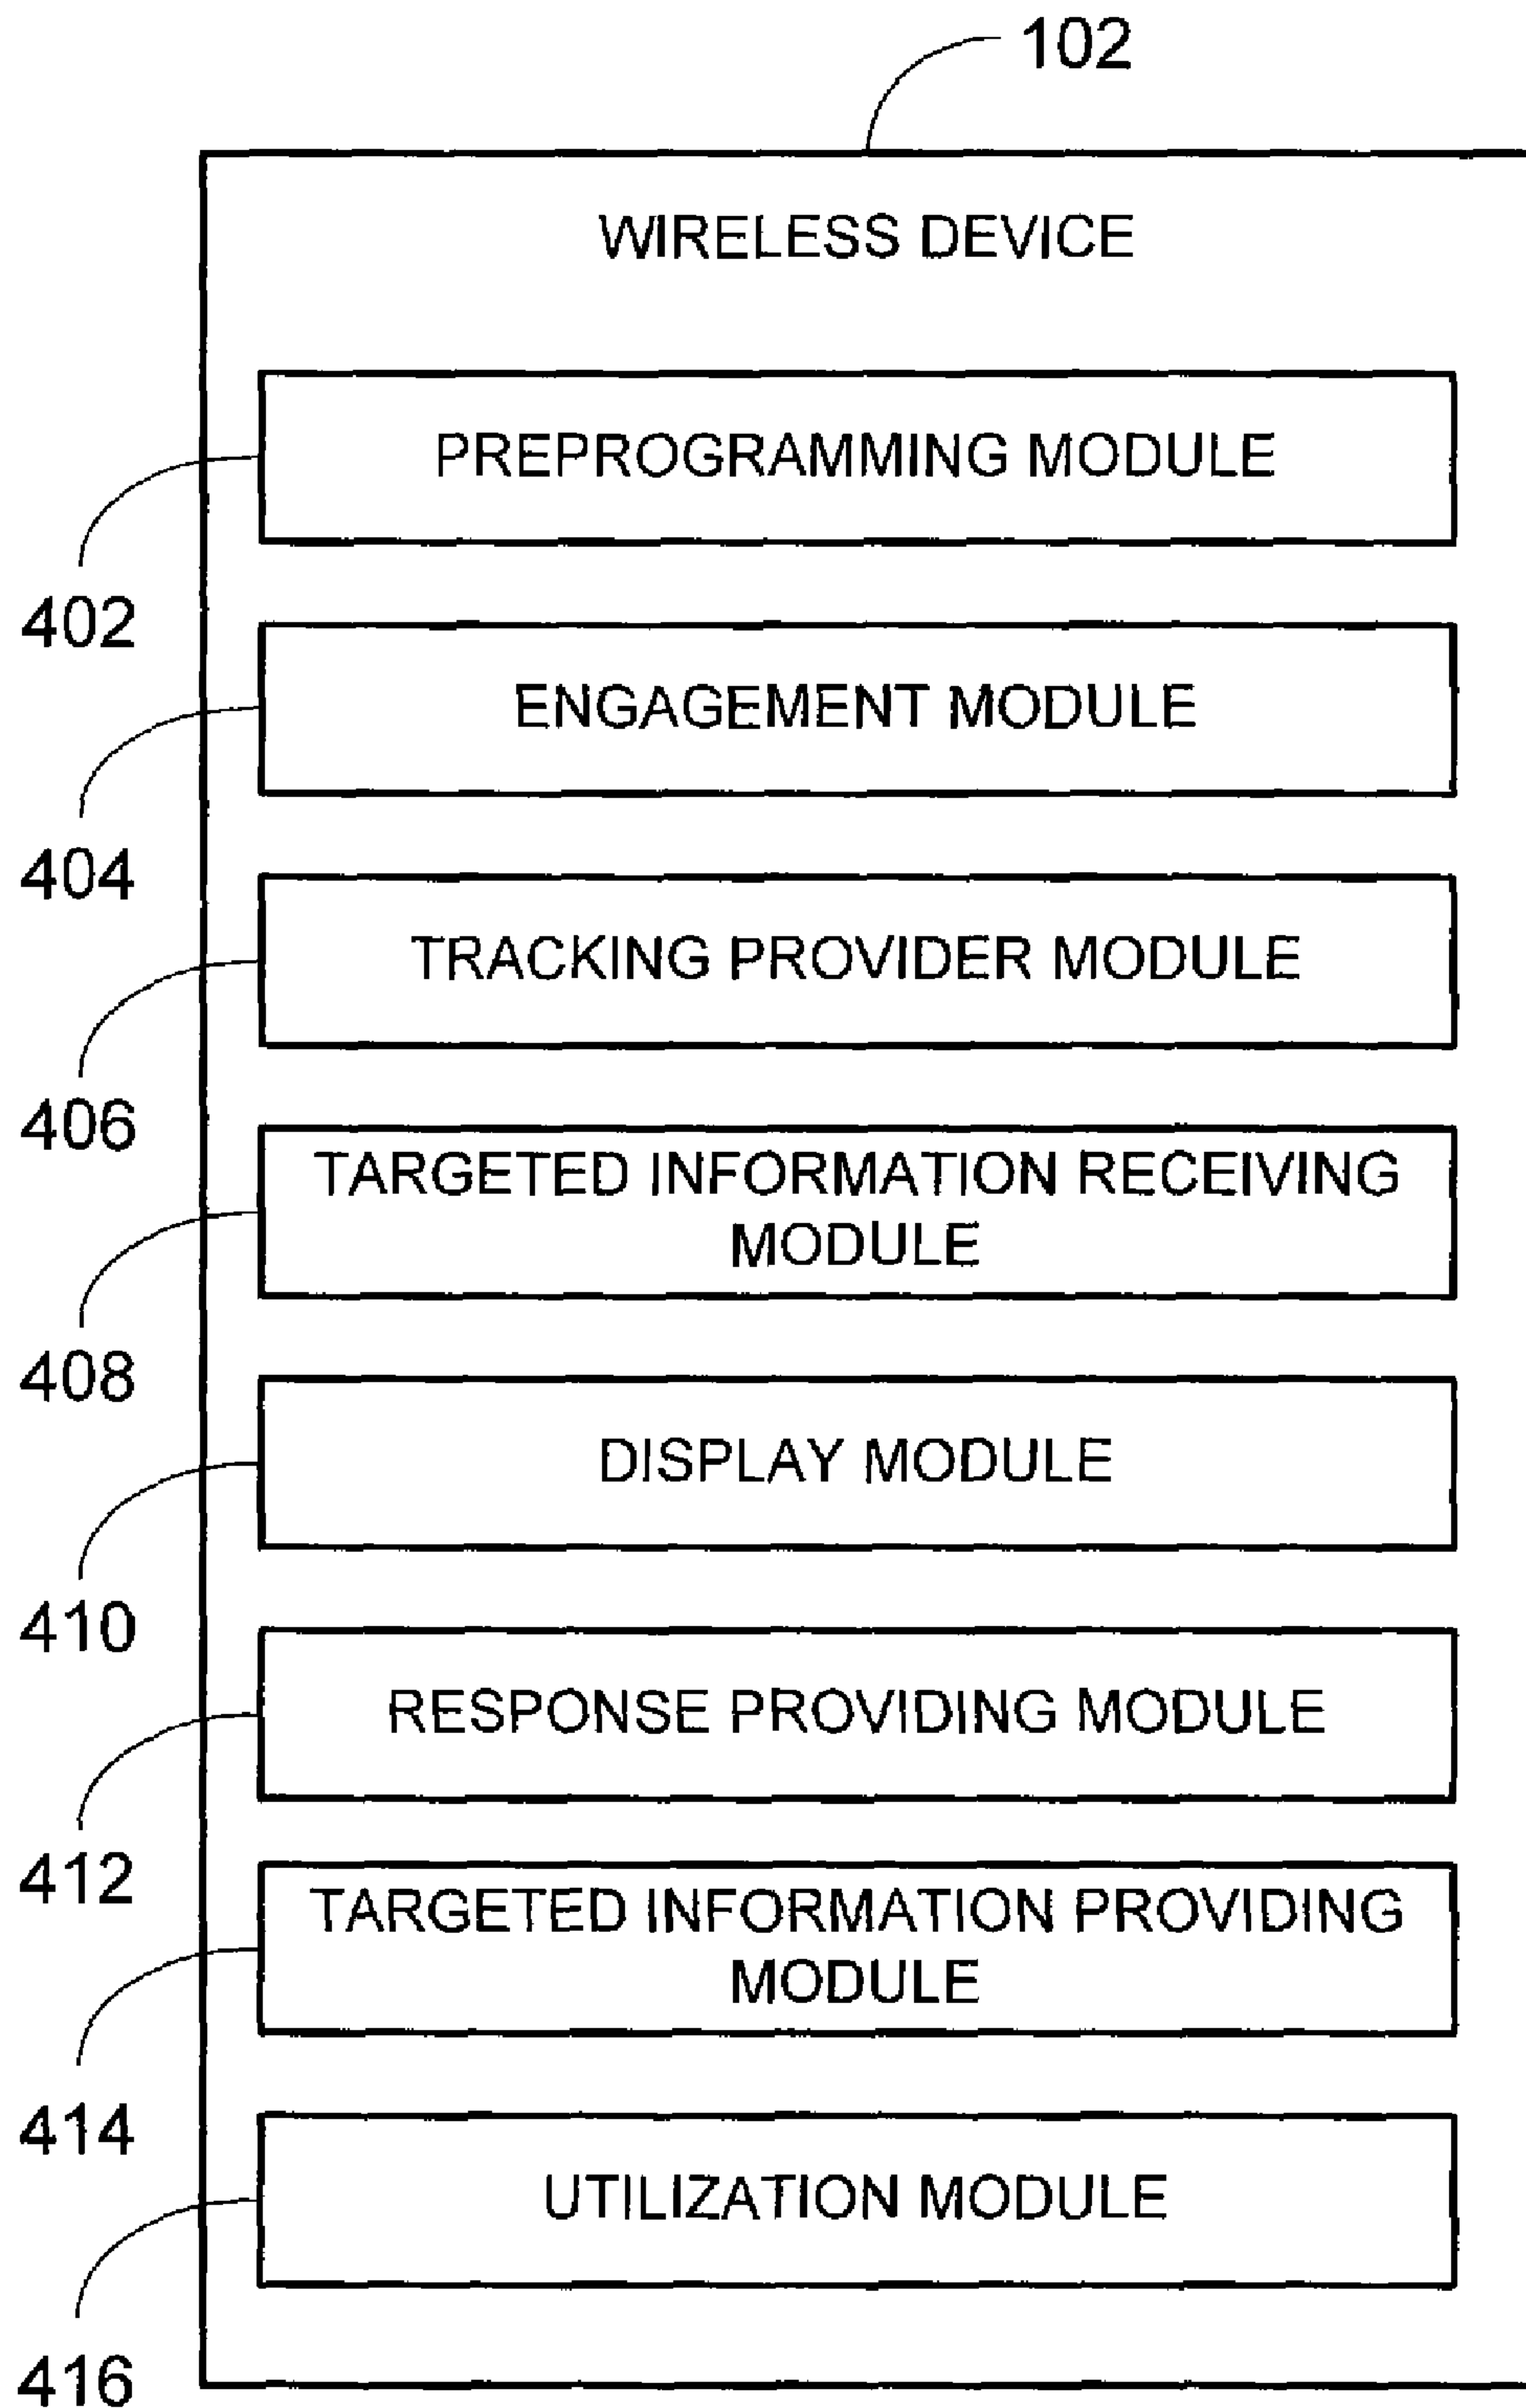 102
WIRELESS DEVICE
PREPROGRAMMING MODULE
402
ENGAGEMENT MODULE
404
TRACKING PROVIDER MODULE
406
TARGETED INFORMATION RECEIVING
MODULE
408
DISPLAY MODULE
410
RESPONSE PROVIDING MODULE
412
TARGETED INFORMATION PROVIDING
MODULE
414
UTILIZATION MODULE
416